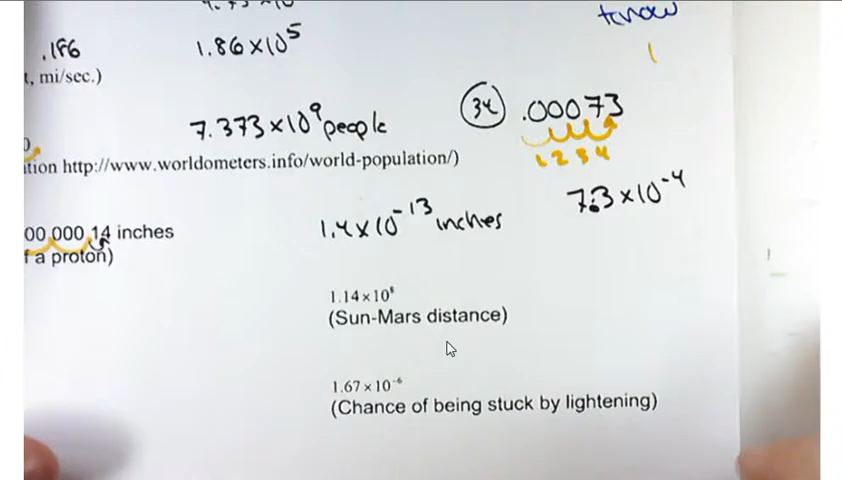 know
.186
1.86×10⁵
t, mi/sec.)
34 .00073
7.373×10⁹ people
1 2 3 4
ation http://www.worldometers.info/world-population/)
7.3×10⁻⁴
00 000 14 inches
1.4×10⁻¹³ inches
f a proton)
1.14×10⁸
(Sun-Mars distance)
1.67×10⁻⁶
(Chance of being stuck by lightening)